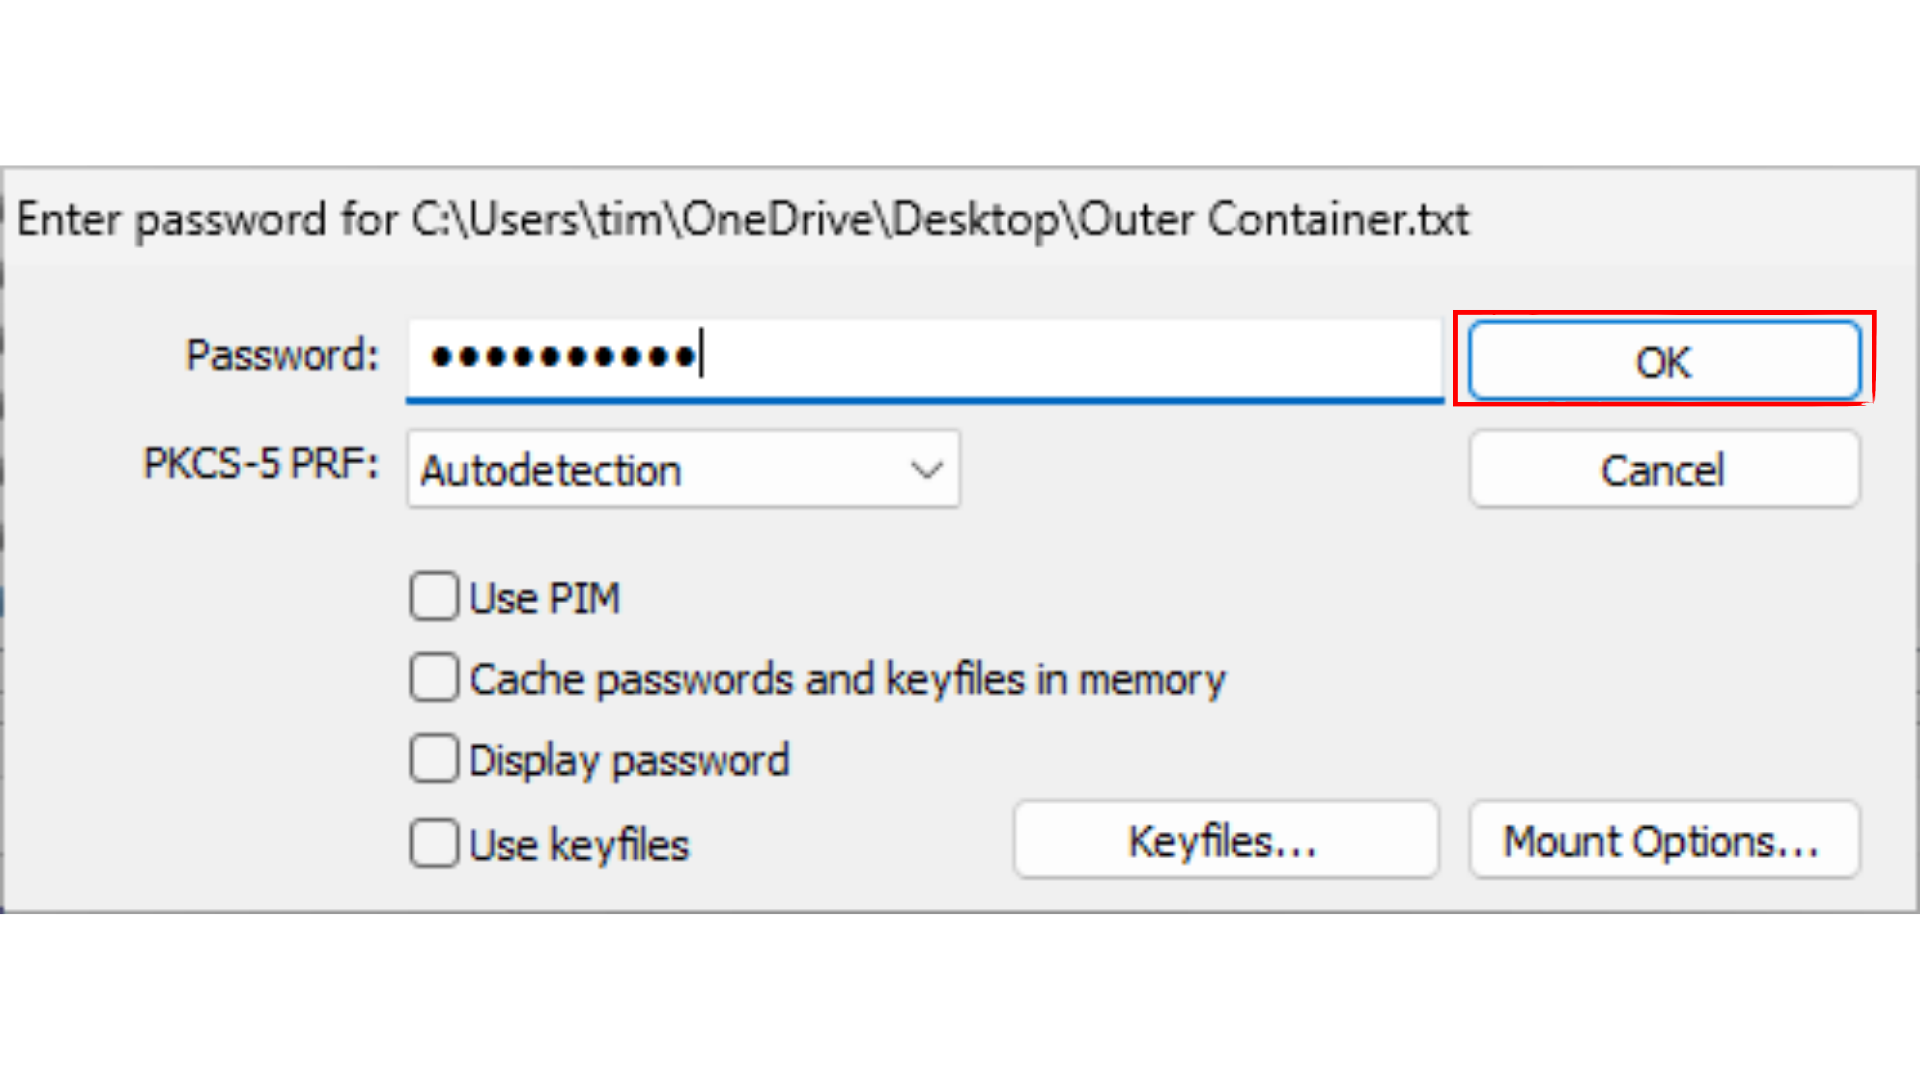 Enter password for C:\Users\tim\OneDrive\Desktop\Outer Container.txt
Password: ●●●●●●●●●● OK
PKCS-5 PRF: Autodetection Cancel
Use PIM
Cache passwords and keyfiles in memory
Display password
Use keyfiles Keyfiles... Mount Options...